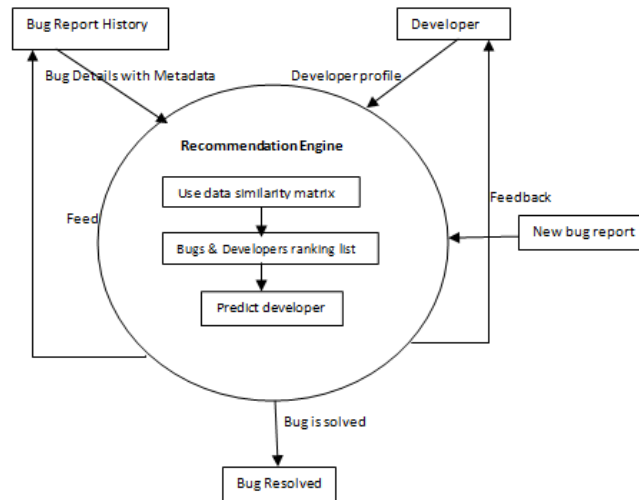 Bug Report History
Developer
Bug Details with Metadata
Developer profile
Recommendation Engine
Use data similarity matrix
Feed
Feedback
New bug report
Bugs & Developers ranking list
Predict developer
Bug is solved
Bug Resolved